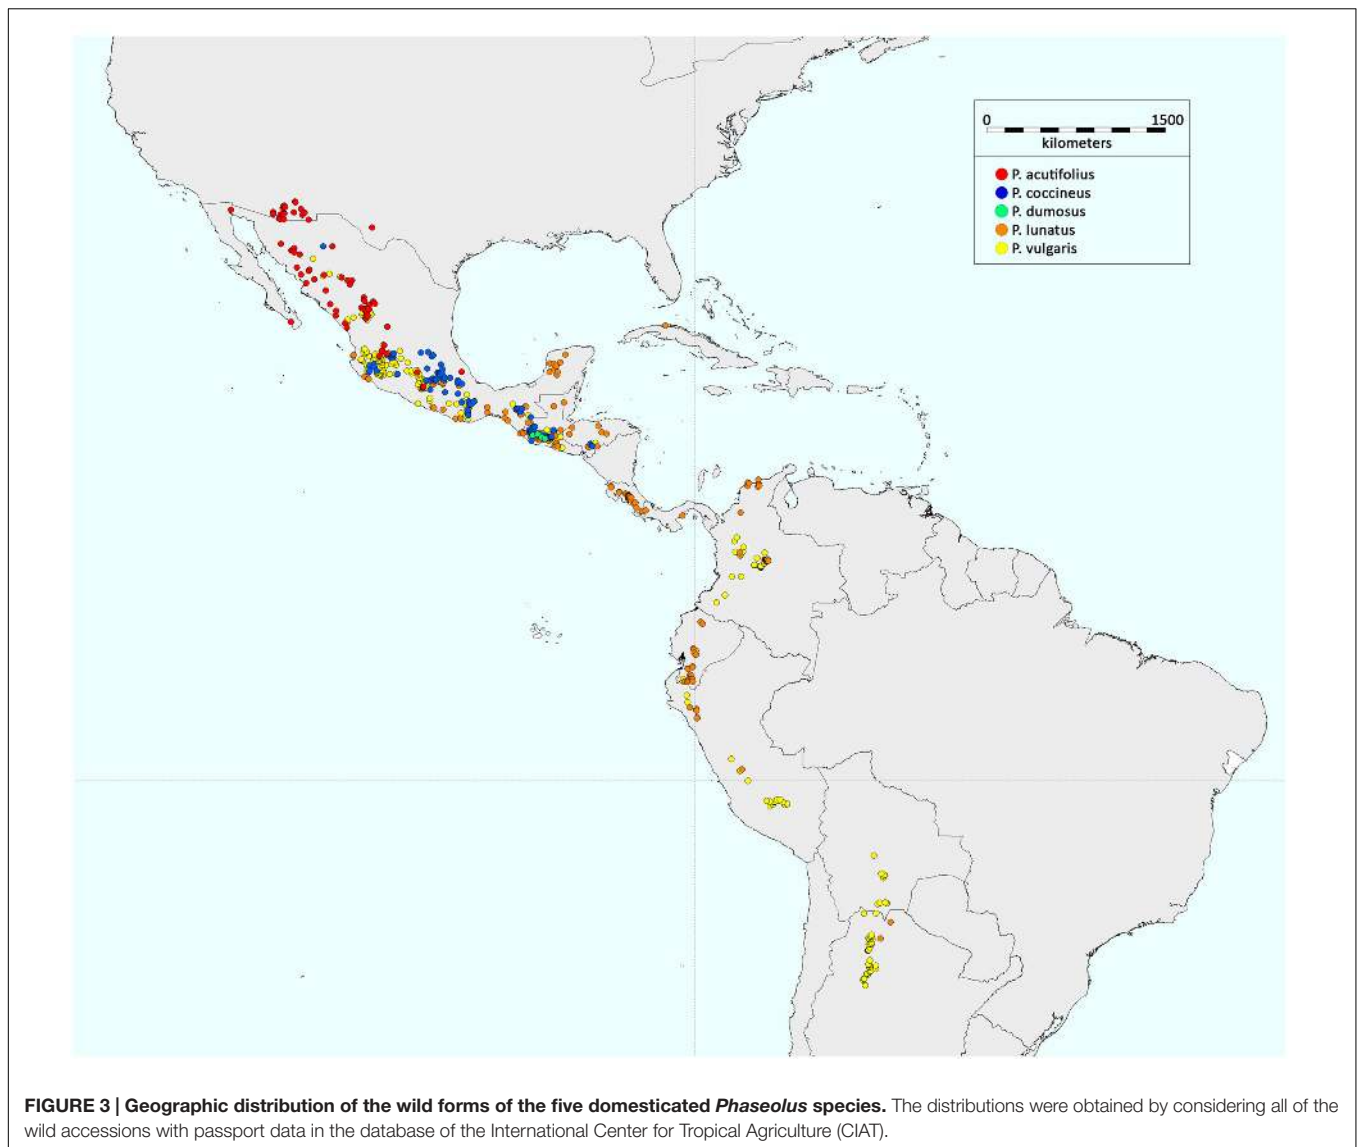 0 1500
kilometers
P. acutifolius
P. coccineus
P. dumosus
P. lunatus
P. vulgaris
FIGURE 3 | Geographic distribution of the wild forms of the five domesticated Phaseolus species. The distributions were obtained by considering all of the
wild accessions with passport data in the database of the International Center for Tropical Agriculture (CIAT).